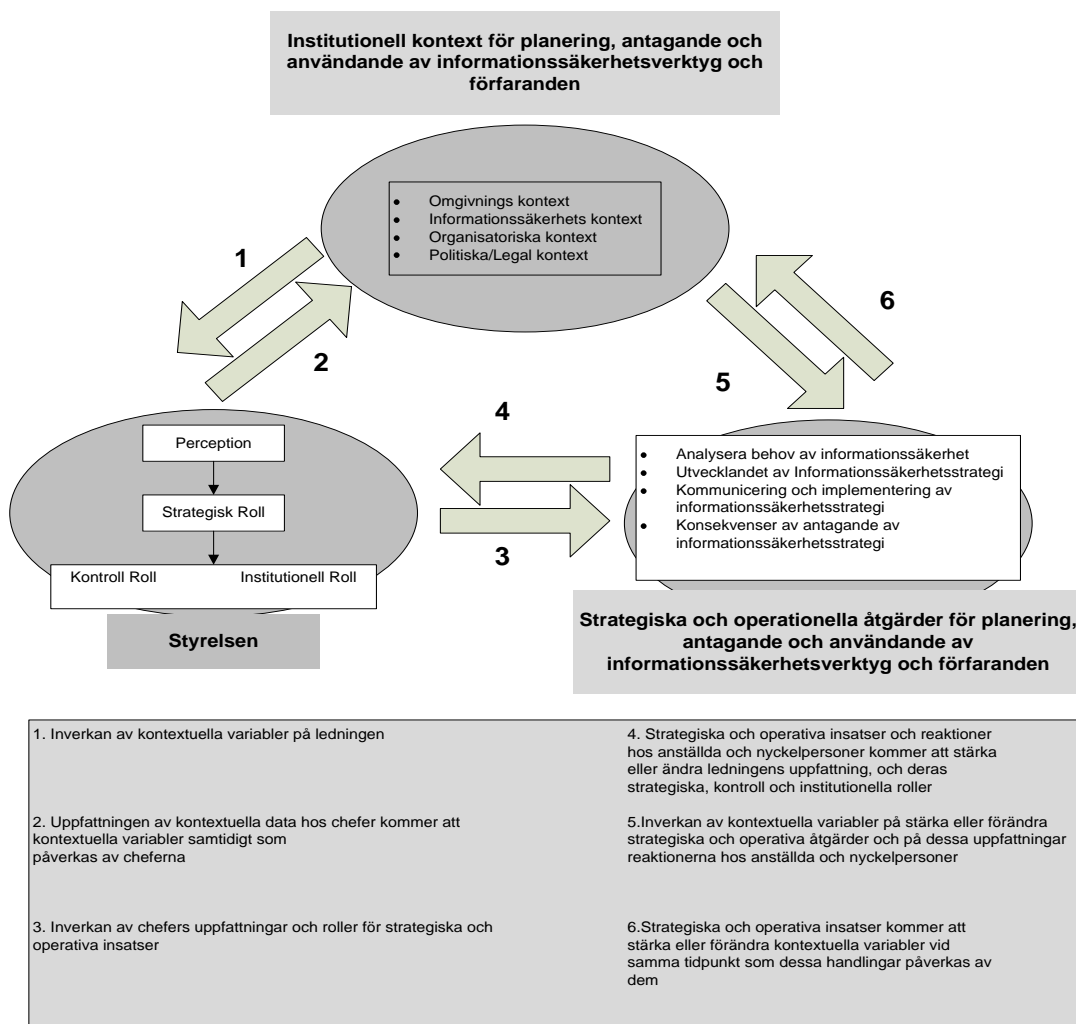 Institutionell kontext för planering, antagande och
användande av informationssäkerhetsverktyg och
förfaranden
• Omgivnings kontext
• Informationssäkerhets kontext
• Organisatoriska kontext
• Politiska/Legal kontext
1
2
6
5
4
3
Perception
Strategisk Roll
Kontroll Roll Institutionell Roll
Styrelsen
• Analysera behov av informationssäkerhet
• Utvecklandet av Informationssäkerhetsstrategi
• Kommunicering och implementering av
informationssäkerhetsstrategi
• Konsekvenser av antagande av
informationssäkerhetsstrategi
Strategiska och operationella åtgärder för planering,
antagande och användande av
informationssäkerhetsverktyg och förfaranden
1. Inverkan av kontextuella variabler på ledningen
2. Uppfattningen av kontextuella data hos chefer kommer att
kontextuella variabler samtidigt som
påverkas av cheferna
3. Inverkan av chefers uppfattningar och roller för strategiska och
operativa insatser
4. Strategiska och operativa insatser och reaktioner
hos anställda och nyckelpersoner kommer att stärka
eller ändra ledningens uppfattning, och deras
strategiska, kontroll och institutionella roller
5.Inverkan av kontextuella variabler på stärka eller förändra
strategiska och operativa åtgärder och på dessa uppfattningar
reaktionerna hos anställda och nyckelpersoner
6.Strategiska och operativa insatser kommer att
stärka eller förändra kontextuella variabler vid
samma tidpunkt som dessa handlingar påverkas av
dem